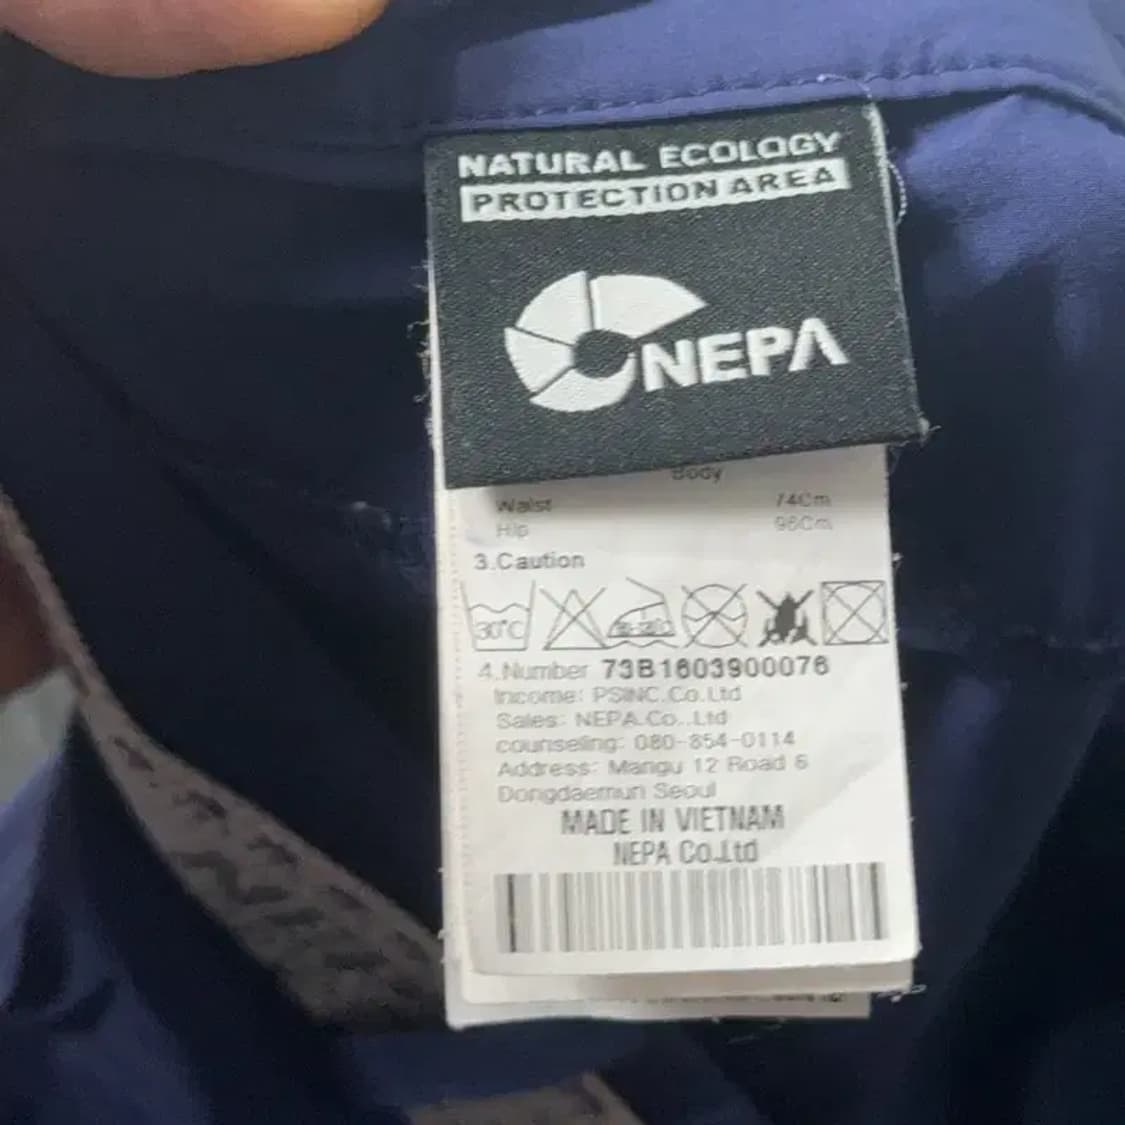 NATURAL ECOLOGY
PROTECTION AREA
NEPA
Body
Waist 74Cm
Hip 96Cm
3.Caution
30°C
4.Number 73B1603900076
Income: PSINC.Co.Ltd
Sales: NEPA.Co.,Ltd
counseling: 080-854-0114
Address: Mangu 12 Road 6
Dongdaemun Seoul
MADE IN VIETNAM
NEPA Co.Ltd